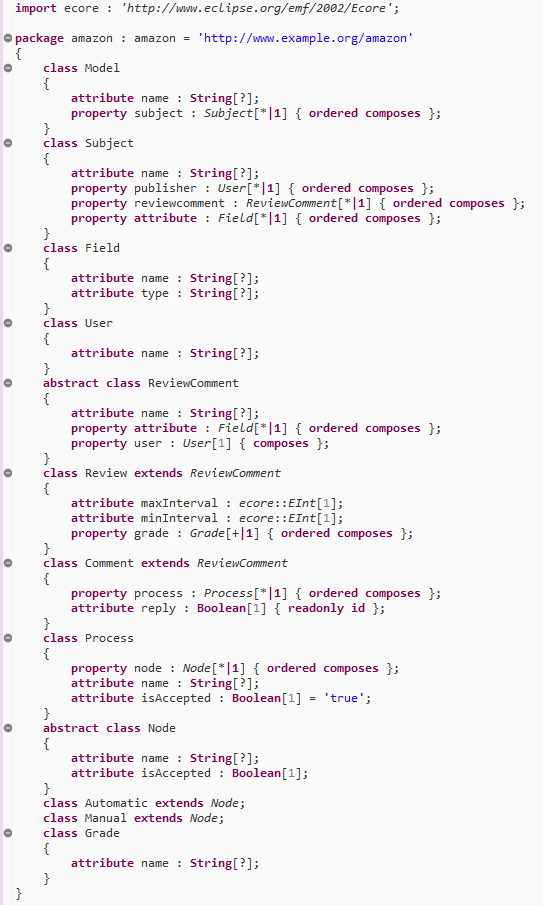 import ecore : 'http://www.eclipse.org/emf/2002/Ecore';
package amazon : amazon = 'http://www.example.org/amazon'
{
class Model
{
attribute name : String[?];
property subject : Subject[*|1] { ordered composes };
}
class Subject
{
attribute name : String[?];
property publisher : User[*|1] { ordered composes };
property reviewcomment : ReviewComment[*|1] { ordered composes };
property attribute : Field[*|1] { ordered composes };
}
class Field
{
attribute name : String[?];
attribute type : String[?];
}
class User
{
attribute name : String[?];
}
abstract class ReviewComment
{
attribute name : String[?];
property attribute : Field[*|1] { ordered composes };
property user : User[1] { composes };
}
class Review extends ReviewComment
{
attribute maxInterval : ecore::EInt[1];
attribute minInterval : ecore::EInt[1];
property grade : Grade[+|1] { ordered composes };
}
class Comment extends ReviewComment
{
property process : Process[*|1] { ordered composes };
attribute reply : Boolean[1] { readonly id };
}
class Process
{
property node : Node[*|1] { ordered composes };
attribute name : String[?];
attribute isAccepted : Boolean[1] = 'true';
}
abstract class Node
{
attribute name : String[?];
attribute isAccepted : Boolean[1];
}
class Automatic extends Node;
class Manual extends Node;
class Grade
{
attribute name : String[?];
}
}